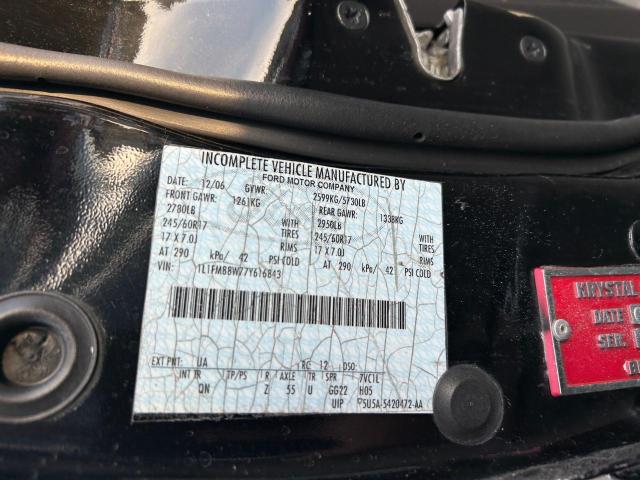 INCOMPLETE VEHICLE MANUFACTURED BY
FORD MOTOR COMPANY
DATE: 12/06 GVWR: 2599KG/5730LB
FRONT GAWR: 1261KG REAR GAWR: 1338KG
2780LB WITH 2950LB WITH
245/60R17 TIRES 245/60R17 TIRES
17 X 7.0J RIMS 17 X 7.0J RIMS
AT 290 kPa/ 42 PSI COLD AT 290 kPa/ 42 PSI COLD
VIN: 1L1FM88W77Y616843
EXT PNT: UA RC: 12 DSO:
INT TR TP/PS R AXLE TR SPR 7VC1L
QN Z 55 U GG22 H05
UIP 5U5A-5420472-AA
KRYSTAL
DATE
SER.